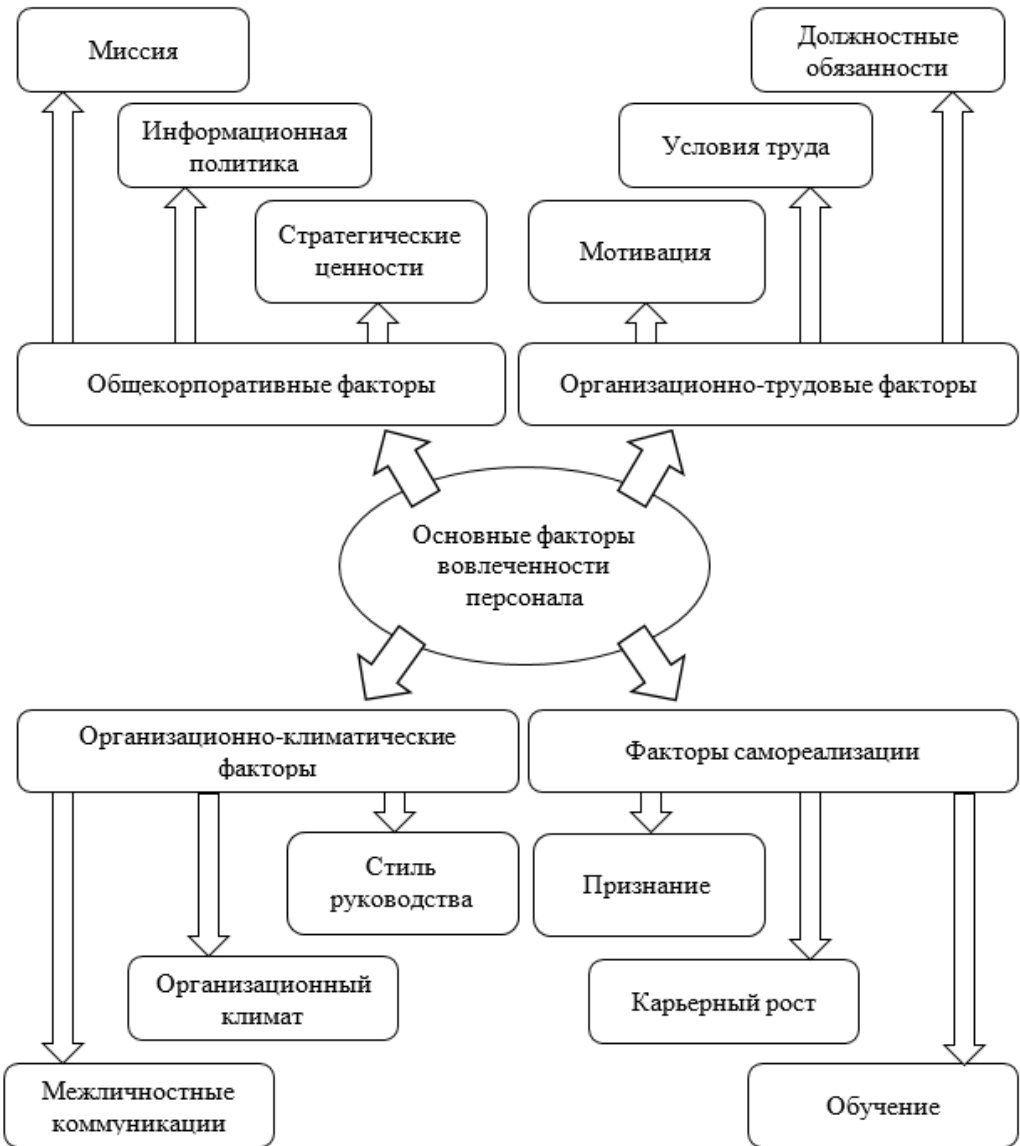 Миссия
Должностные
обязанности
Информационная
политика
Условия труда
Стратегические
ценности
Мотивация
Общекорпоративные факторы
Организационно-трудовые факторы
Основные факторы
вовлеченности
персонала
Организационно-климатические
факторы
Факторы самореализации
Стиль
руководства
Признание
Организационный
климат
Карьерный рост
Межличностные
коммуникации
Обучение